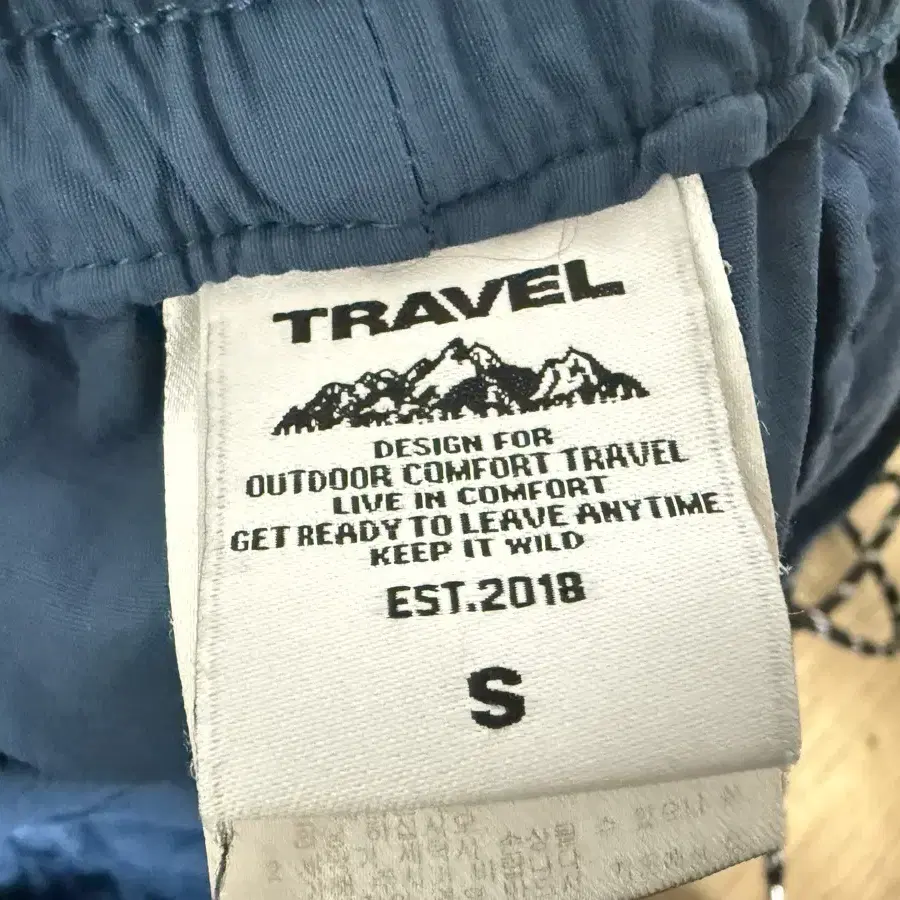 TRAVEL
DESIGN FOR
OUTDOOR COMFORT TRAVEL
LIVE IN COMFORT
GET READY TO LEAVE ANYTIME
KEEP IT WILD
EST.2018
S